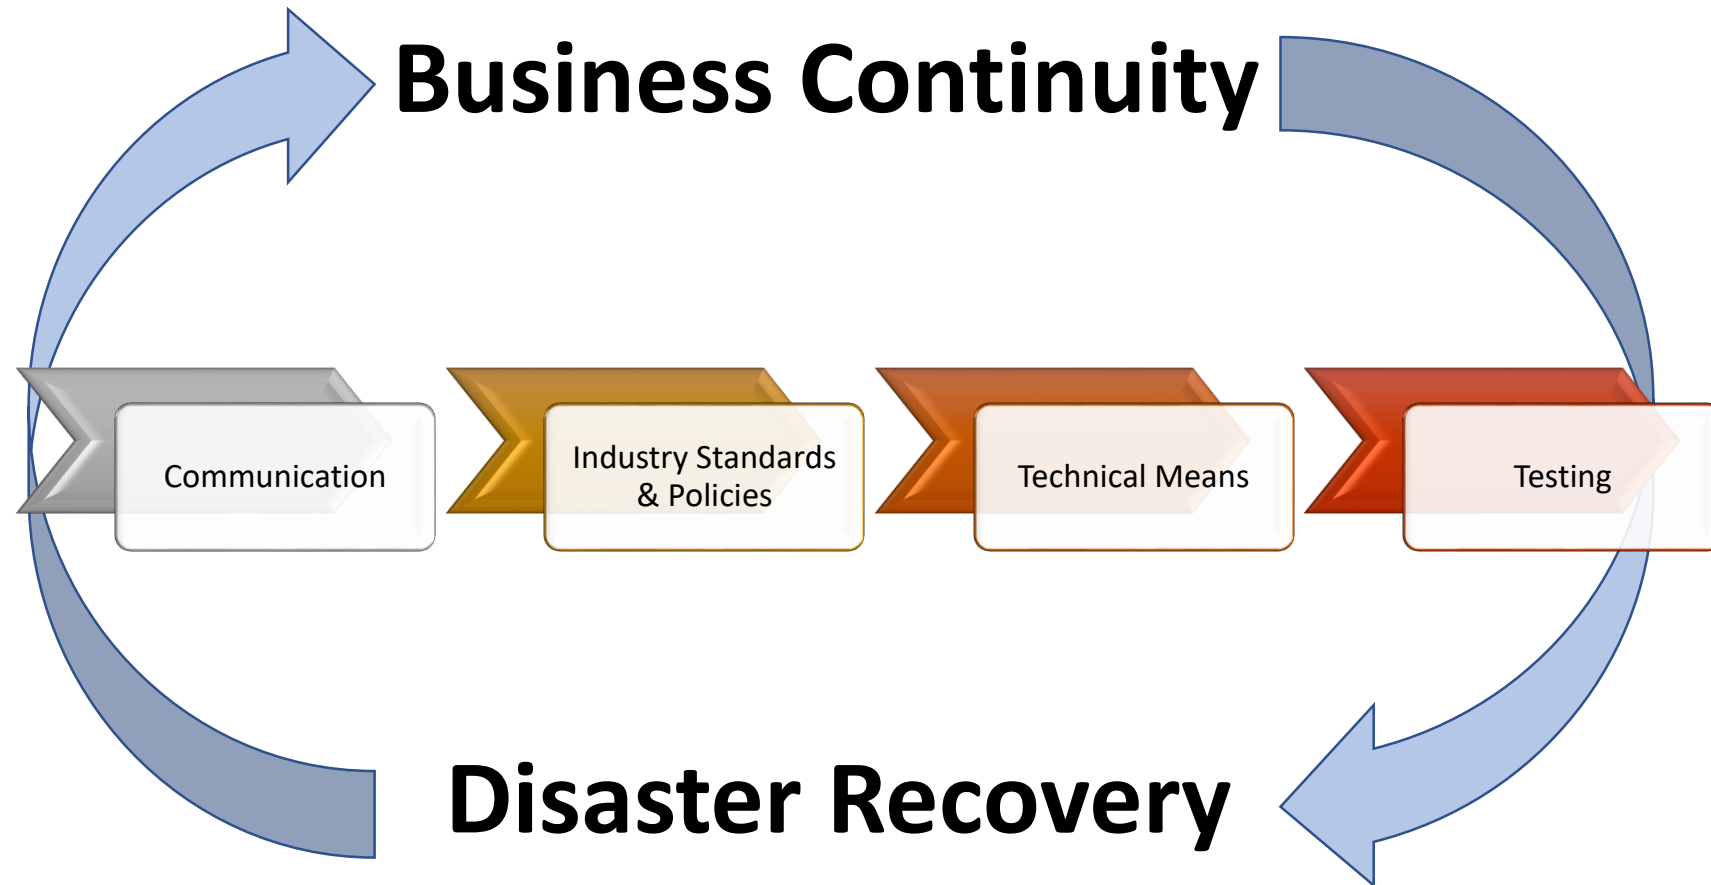 Business Continuity
Communication
Industry Standards
& Policies
Technical Means
Testing
Disaster Recovery